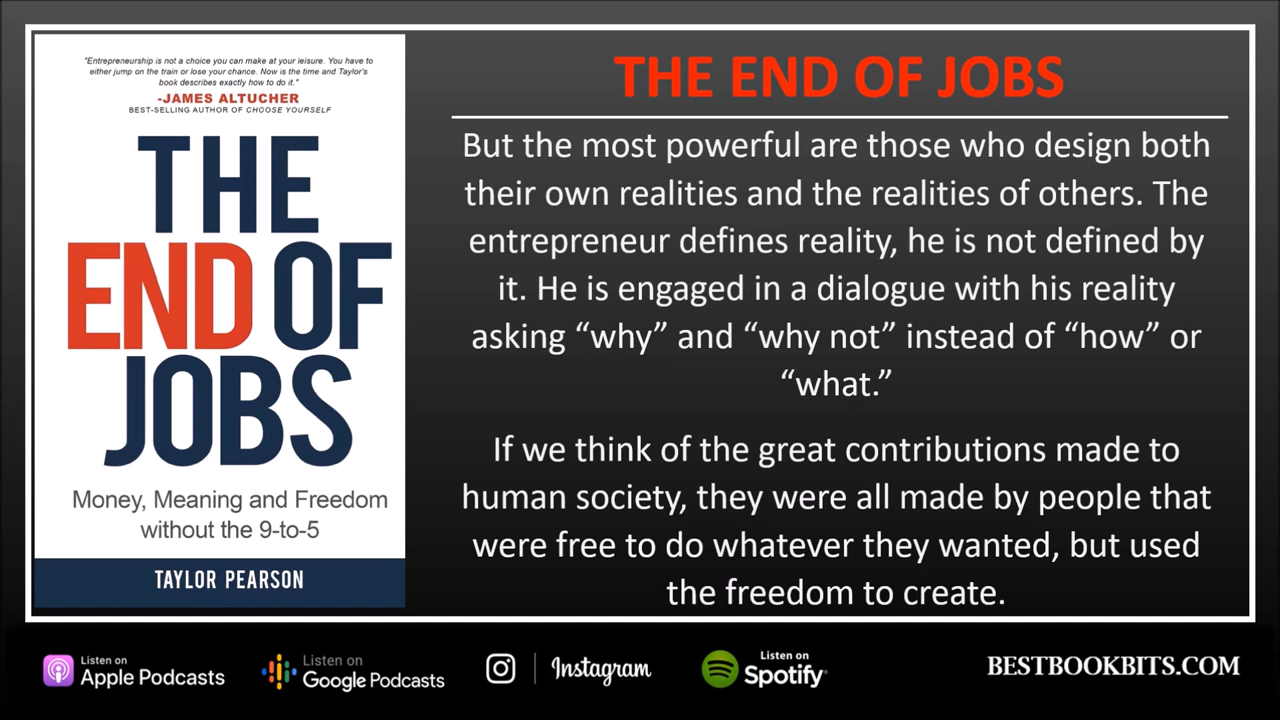 "Entrepreneurship is not a choice you can make at your leisure. You have to
either jump on the train or lose your chance. Now is the time and Taylor's
book describes exactly how to do it."
-JAMES ALTUCHER
BEST-SELLING AUTHOR OF CHOOSE YOURSELF
THE
END OF
JOBS
Money, Meaning and Freedom
without the 9-to-5
TAYLOR PEARSON
THE END OF JOBS
But the most powerful are those who design both
their own realities and the realities of others. The
entrepreneur defines reality, he is not defined by
it. He is engaged in a dialogue with his reality
asking “why” and “why not” instead of “how” or
“what.”
If we think of the great contributions made to
human society, they were all made by people that
were free to do whatever they wanted, but used
the freedom to create.
Listen on
Apple Podcasts
Listen on
Google Podcasts
Instagram
Listen on
Spotify
BESTBOOKBITS.COM